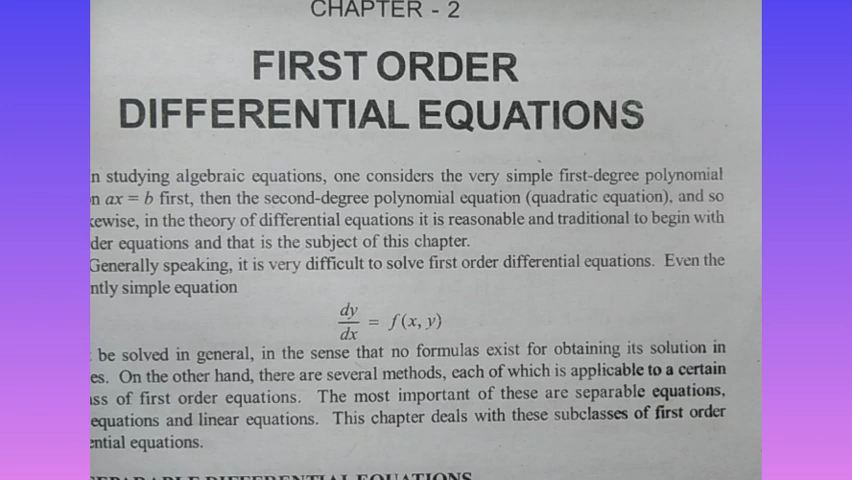 CHAPTER - 2
FIRST ORDER
DIFFERENTIAL EQUATIONS
n studying algebraic equations, one considers the very simple first-degree polynomial
n ax = b first, then the second-degree polynomial equation (quadratic equation), and so
kewise, in the theory of differential equations it is reasonable and traditional to begin with
der equations and that is the subject of this chapter.
Generally speaking, it is very difficult to solve first order differential equations. Even the
ntly simple equation
dy/dx = f(x, y)
be solved in general, in the sense that no formulas exist for obtaining its solution in
es. On the other hand, there are several methods, each of which is applicable to a certain
ass of first order equations. The most important of these are separable equations,
equations and linear equations. This chapter deals with these subclasses of first order
ential equations.
SEPARABLE DIFFERENTIAL EQUATIONS